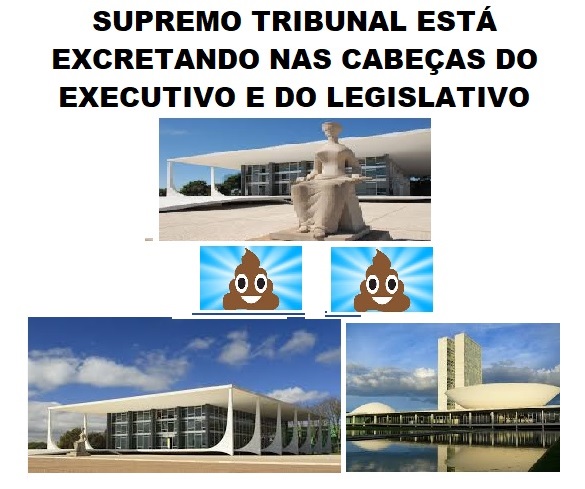 SUPREMO TRIBUNAL ESTÁ
EXCRETANDO NAS CABEÇAS DO
EXECUTIVO E DO LEGISLATIVO